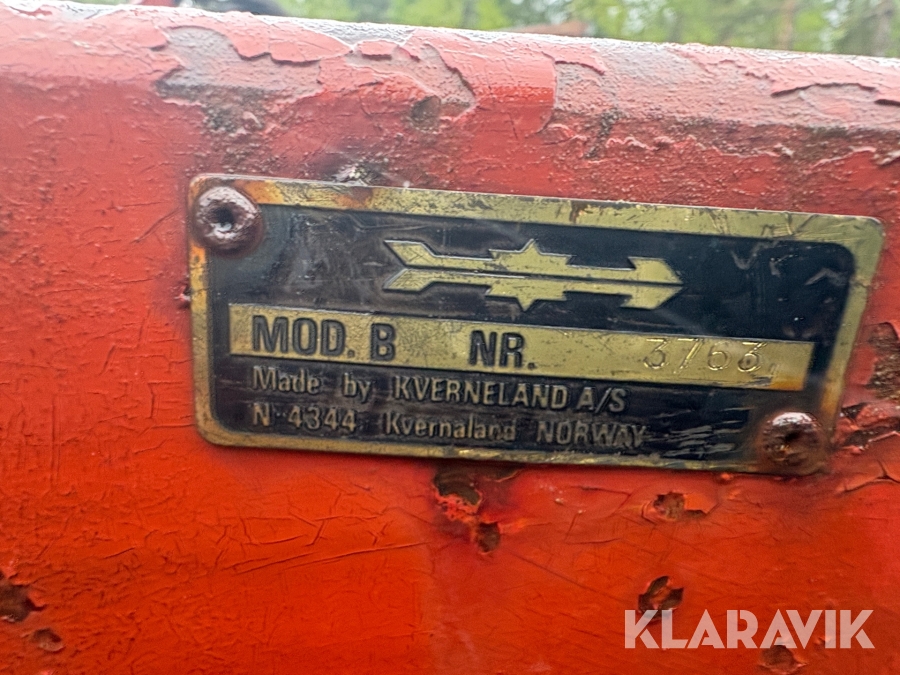 MOD. B NR. 3763
Made by KVERNELAND A/S
N-4344 Kvernaland NORWAY
KLARAVIK